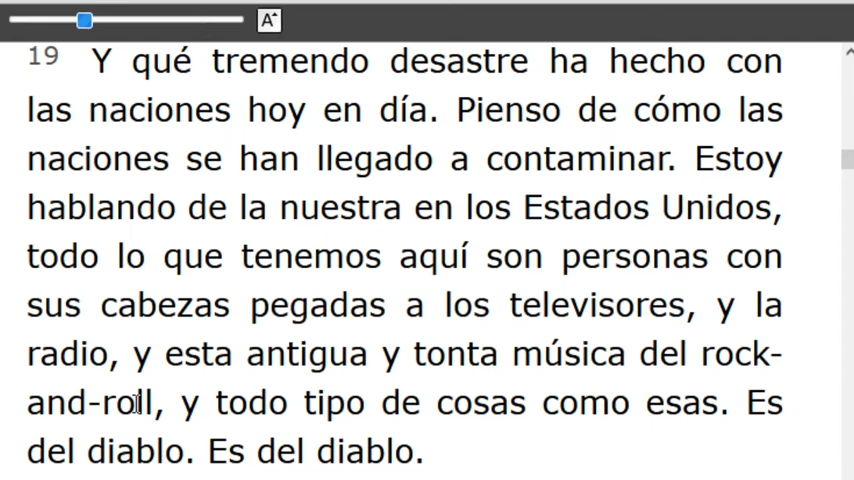 A
19 Y qué tremendo desastre ha hecho con
las naciones hoy en día. Pienso de cómo las
naciones se han llegado a contaminar. Estoy
hablando de la nuestra en los Estados Unidos,
todo lo que tenemos aquí son personas con
sus cabezas pegadas a los televisores, y la
radio, y esta antigua y tonta música del rock-
and-roll, y todo tipo de cosas como esas. Es
del diablo. Es del diablo.